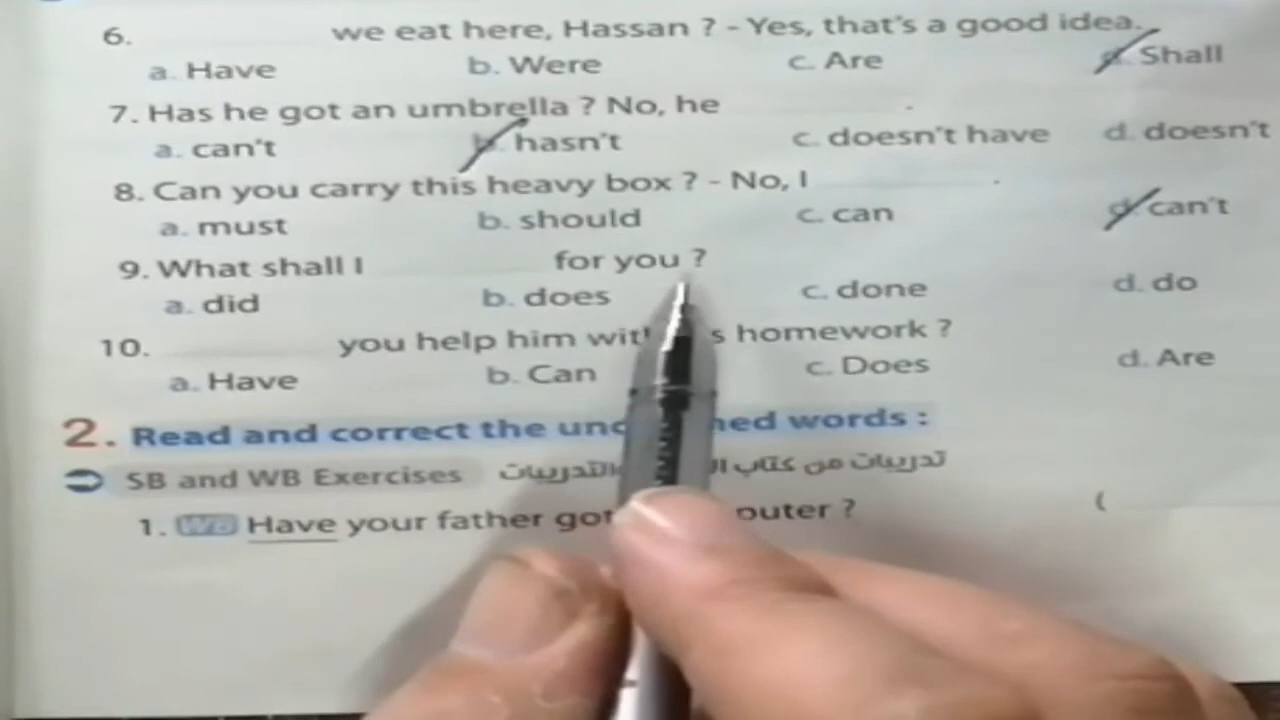 6. we eat here, Hassan ? - Yes, that's a good idea.
a. Have b. Were c. Are d. Shall
7. Has he got an umbrella ? No, he .
a. can't b. hasn't c. doesn't have d. doesn't
8. Can you carry this heavy box ? - No, I .
a. must b. should c. can d. can't
9. What shall I for you ?
a. did b. does c. done d. do
10. you help him s homework ?
a. Have b. Can c. Does d. Are
2. Read and correct the words :
SB and WB Exercises تدريبات من كتاب
1. WB Have your father got ? (